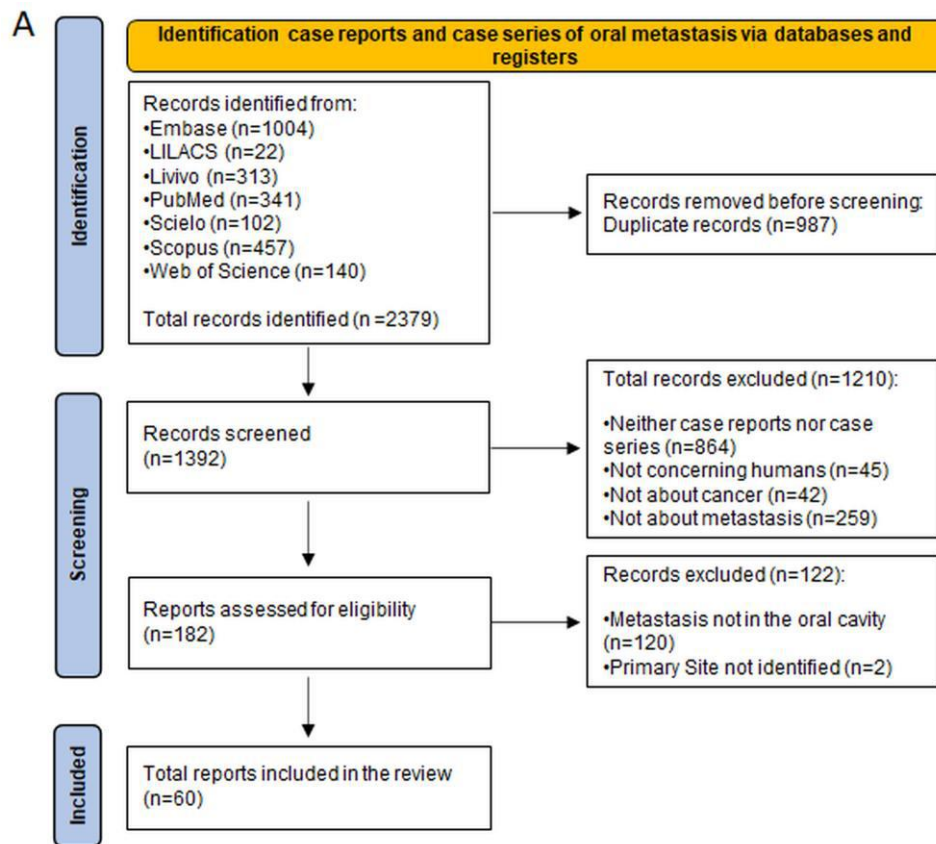 A
Identification case reports and case series of oral metastasis via databases and
registers
Identification
Records identified from:
•Embase (n=1004)
•LILACS (n=22)
•Livivo (n=313)
•PubMed (n=341)
•Scielo (n=102)
•Scopus (n=457)
•Web of Science (n=140)
Total records identified (n =2379)
Records removed before screening:
Duplicate records (n=987)
Screening
Records screened
(n=1392)
Total records excluded (n=1210):
•Neither case reports nor case
series (n=864)
•Not concerning humans (n=45)
•Not about cancer (n=42)
•Not about metastasis (n=259)
Reports assessed for eligibility
(n=182)
Records excluded (n=122):
•Metastasis not in the oral cavity
(n=120)
•Primary Site not identified (n=2)
Included
Total reports included in the review
(n=60)